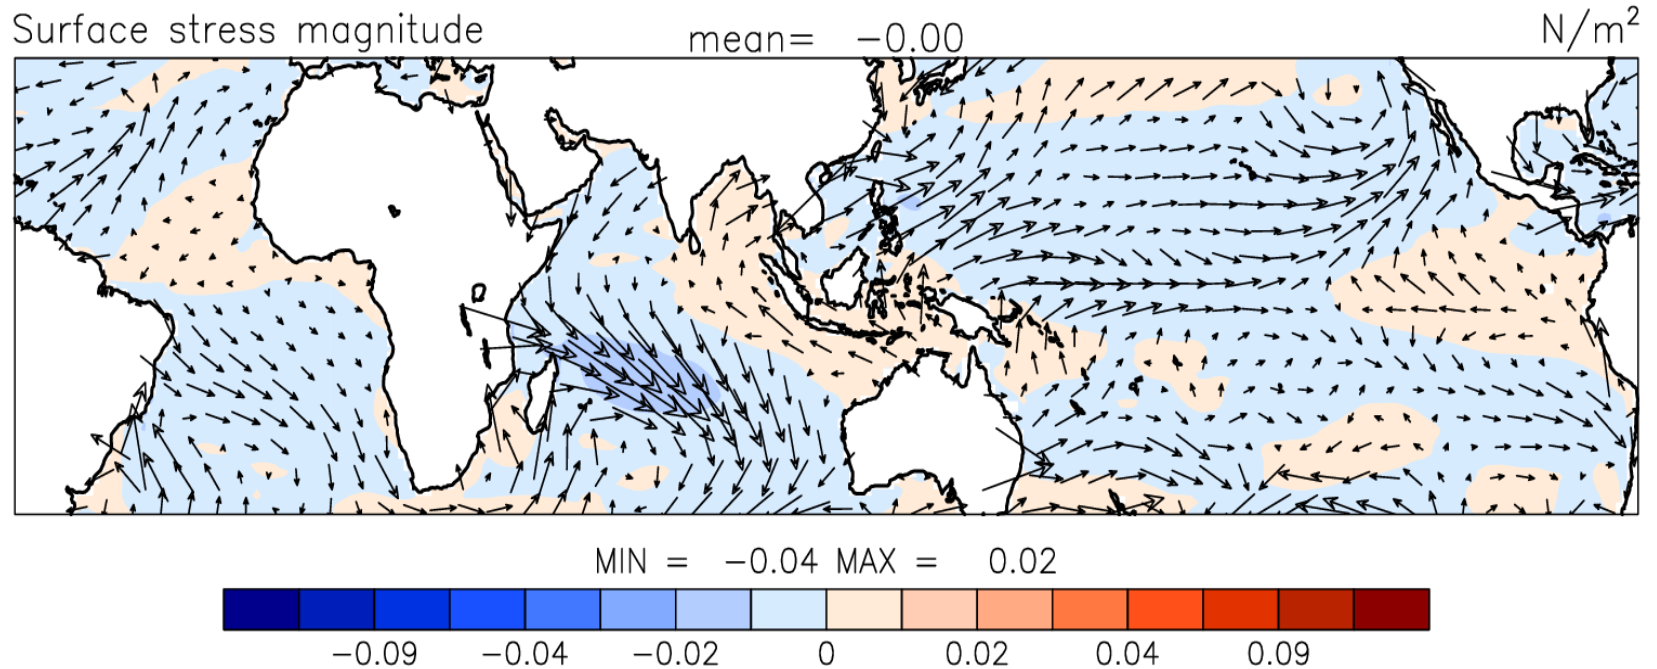 Surface stress magnitude mean= −0.00 N/m²
MIN = −0.04 MAX = 0.02
−0.09 −0.04 −0.02 0 0.02 0.04 0.09